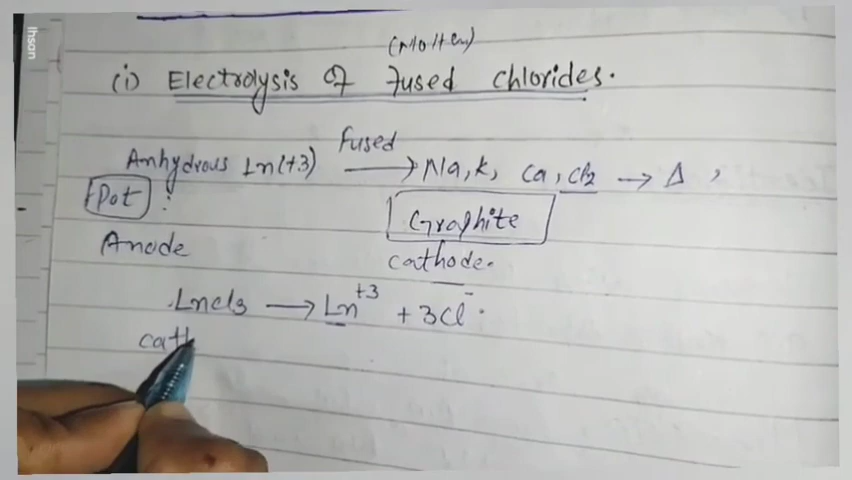 Ihsan
(Molten)
(i) Electrolysis of Fused Chlorides.
Anhydrous Ln(+3) Fused → Na, K, Ca, Cl2 → Δ ,
Pot :
Graphite
Anode cathode.
LnCl3 → Ln+3 + 3Cl-.
cath